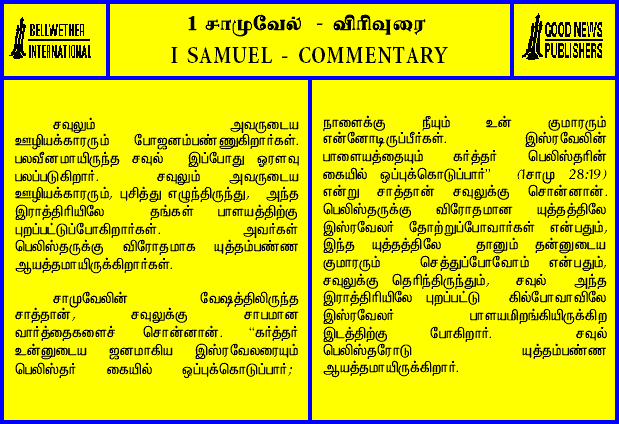 BELLWETHER
INTERNATIONAL
1 சாமுவேல் - விரிவுரை
I SAMUEL - COMMENTARY
GOOD NEWS
PUBLISHERS
சவுலும் அவருடைய
ஊழியக்காரரும் போஜனம்பண்ணுகிறார்கள்.
பலவீனமாயிருந்த சவுல் இப்போது ஓரளவு
பலப்படுகிறார். சவுலும் அவருடைய
ஊழியக்காரரும், புசித்து எழுந்திருந்து, அந்த
இராத்திரியிலே தங்கள் பாளயத்திற்கு
புறப்பட்டுப்போகிறார்கள். அவர்கள்
பெலிஸ்தருக்கு விரோதமாக யுத்தம்பண்ண
ஆயத்தமாயிருக்கிறார்கள்.
சாமுவேலின் வேஷத்திலிருந்த
சாத்தான், சவுலுக்கு சாபமான
வார்த்தைகளைச் சொன்னான். "கர்த்தர்
உன்னுடைய ஜனமாகிய இஸ்ரவேலரையும்
பெலிஸ்தர் கையில் ஒப்புக்கொடுப்பார்;
நாளைக்கு நீயும் உன் குமாரரும்
என்னோடிருப்பீர்கள். இஸ்ரவேலின்
பாளையத்தையும் கர்த்தர் பெலிஸ்தரின்
கையில் ஒப்புக்கொடுப்பார்" (1சாமு 28:19)
என்று சாத்தான் சவுலுக்கு சொன்னான்.
பெலிஸ்தருக்கு விரோதமான யுத்தத்திலே
இஸ்ரவேலர் தோற்றுப்போவார்கள் என்பதும்,
இந்த யுத்தத்திலே தானும் தன்னுடைய
குமாரரும் செத்துப்போவோம் என்பதும்,
சவுலுக்கு தெரிந்திருந்தும், சவுல் அந்த
இராத்திரியிலே புறப்பட்டு கில்போவாவிலே
இஸ்ரவேலர் பாளயமிறங்கியிருக்கிற
இடத்திற்கு போகிறார். சவுல்
பெலிஸ்தரோடு யுத்தம்பண்ண
ஆயத்தமாயிருக்கிறார்.